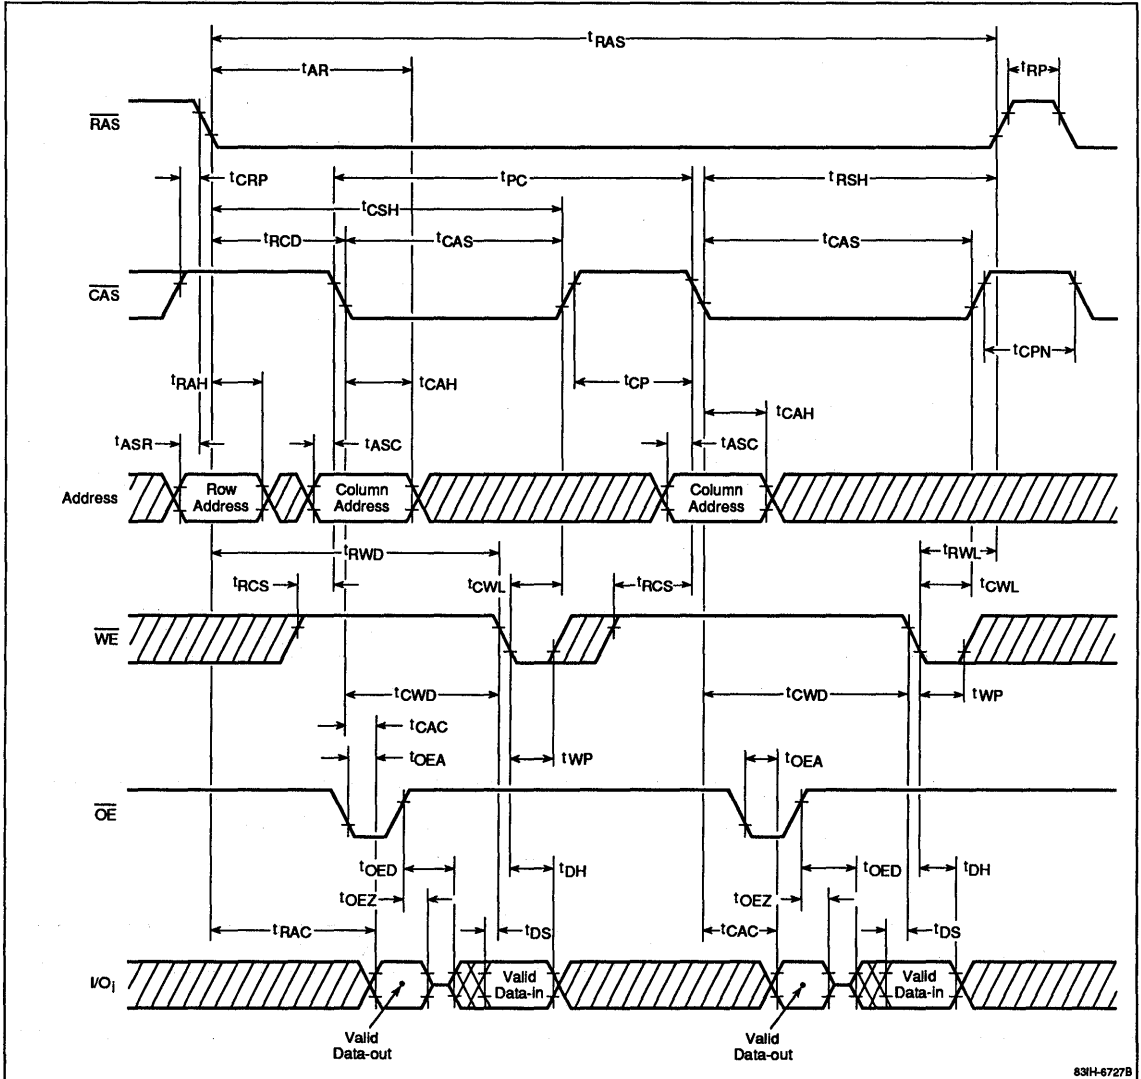 tRAS
tAR
tRP
RAS
tCRP
tPC
tRSH
tCSH
tRCD
tCAS
tCAS
CAS
tCPN
tRAH
tCAH
tCP
tCAH
tASR
tASC
tASC
Address
Row
Address
Column
Address
Column
Address
tRWD
tRWL
tRCS
tCWL
tRCS
tCWL
WE
tCWD
tCWD
tWP
tCAC
tOEA
tWP
tOEA
OE
tOED
tDH
tOED
tDH
tOEZ
tOEZ
tRAC
tDS
tCAC
tDS
I/Oi
Valid
Data-in
Valid
Data-in
Valid
Data-out
Valid
Data-out
83IH-6727B